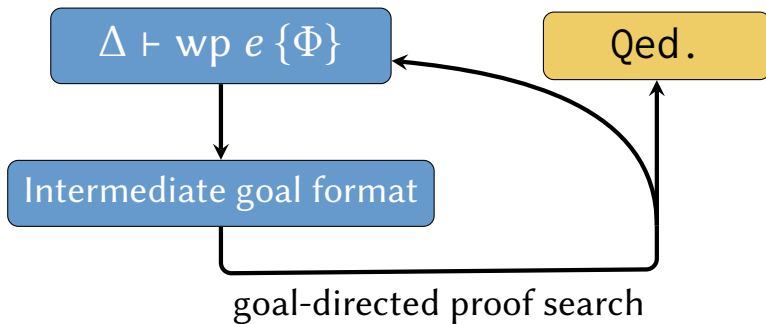 Δ ⊢ wp e {Φ}
Qed.
Intermediate goal format
goal-directed proof search